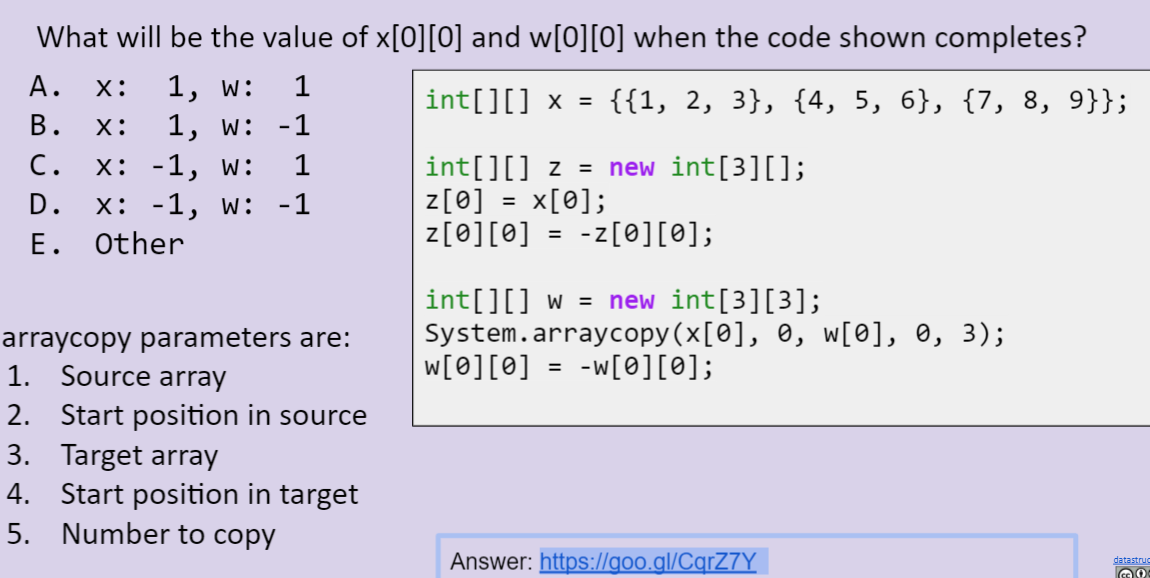 What will be the value of x[0][0] and w[0][0] when the code shown completes?
A. x: 1, w: 1
B. x: 1, w: -1
C. x: -1, w: 1
D. x: -1, w: -1
E. Other
int[][] x = {{1, 2, 3}, {4, 5, 6}, {7, 8, 9}};
int[][] z = new int[3][];
z[0] = x[0];
z[0][0] = -z[0][0];
int[][] w = new int[3][3];
System.arraycopy(x[0], 0, w[0], 0, 3);
w[0][0] = -w[0][0];
arraycopy parameters are:
1. Source array
2. Start position in source
3. Target array
4. Start position in target
5. Number to copy
Answer: https://goo.gl/CqrZ7Y
datastruc